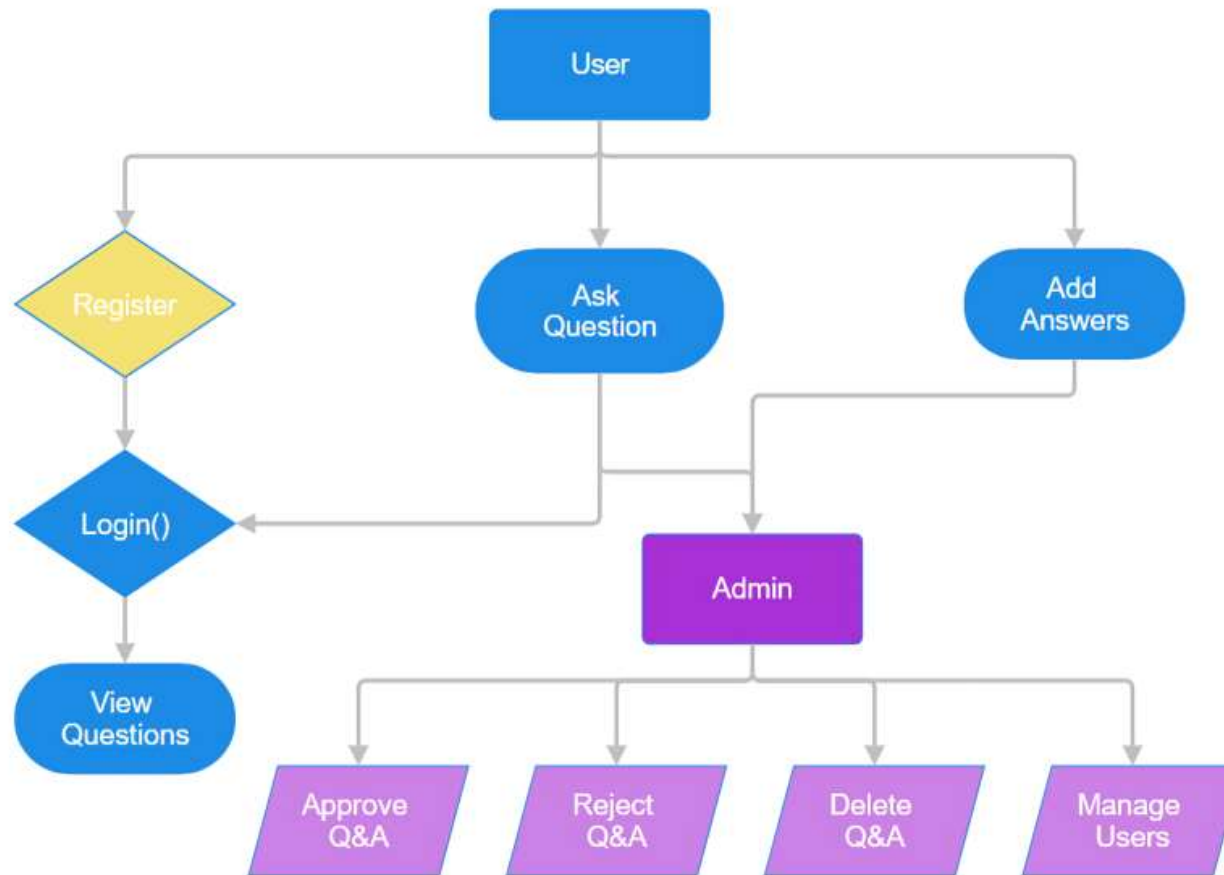 User
Register
Ask
Question
Add
Answers
Login()
Admin
View
Questions
Approve
Q&A
Reject
Q&A
Delete
Q&A
Manage
Users